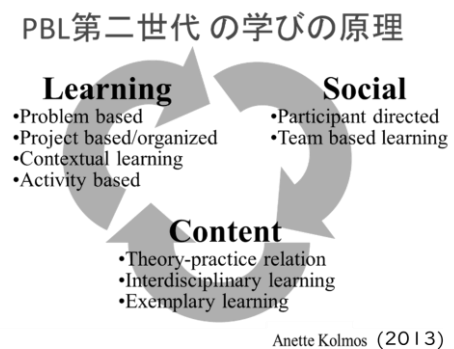 PBL第二世代 の学びの原理
Learning
•Problem based
•Project based/organized
•Contextual learning
•Activity based
Social
•Participant directed
•Team based learning
Content
•Theory-practice relation
•Interdisciplinary learning
•Exemplary learning
Anette Kolmos (2013)